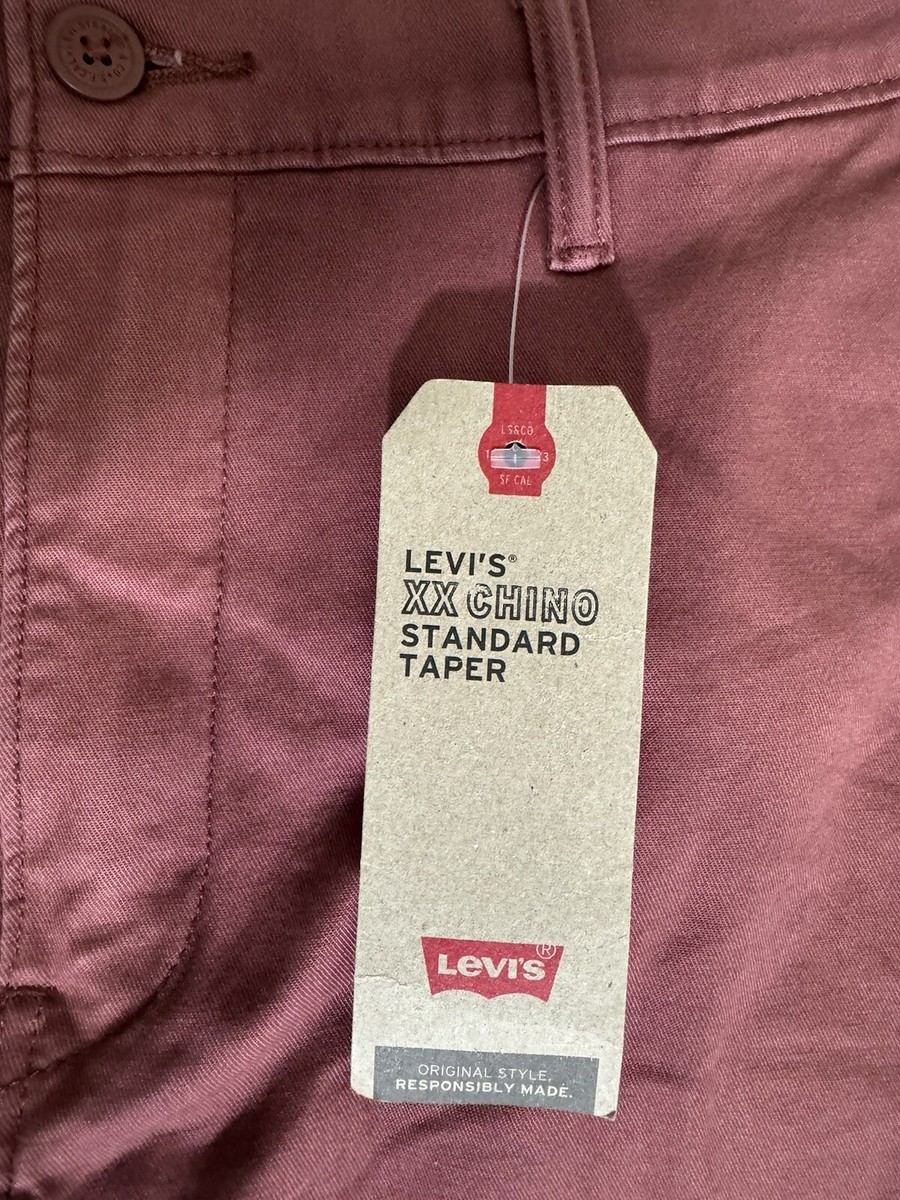 LS&CO
SF CAL
LEVI'S®
XX CHINO
STANDARD
TAPER
LEVI'S®
ORIGINAL STYLE,
RESPONSIBLY MADE.